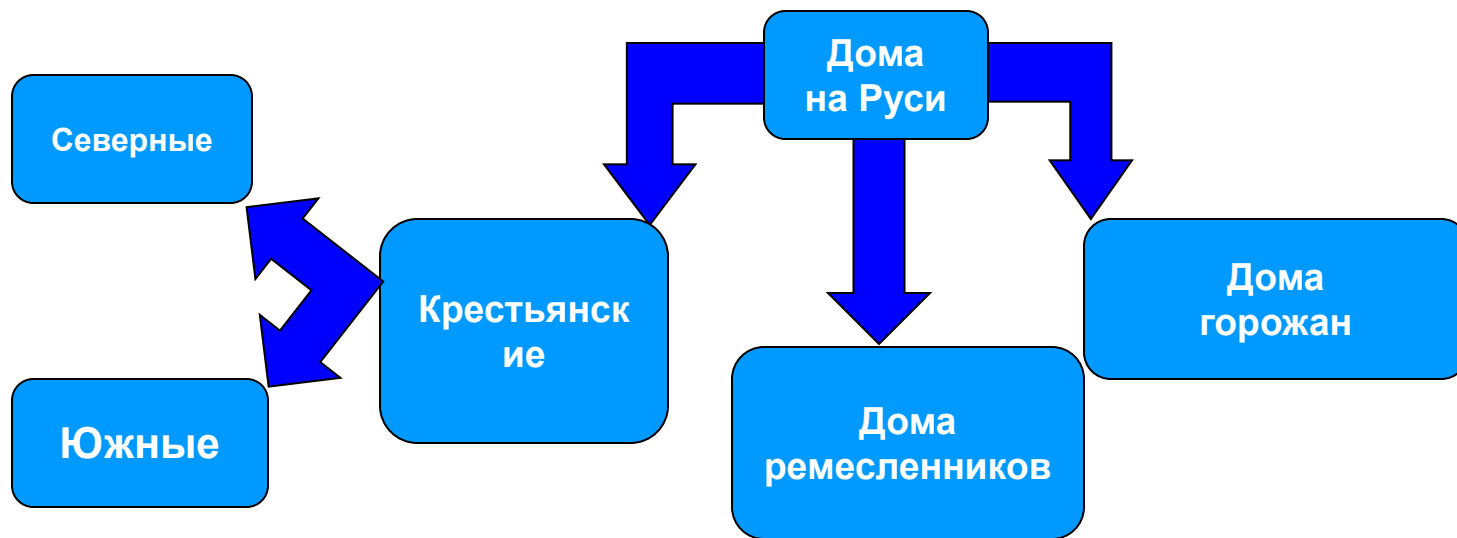 Дома
на Руси
Северные
Крестьянск
ие
Дома
горожан
Южные
Дома
ремесленников